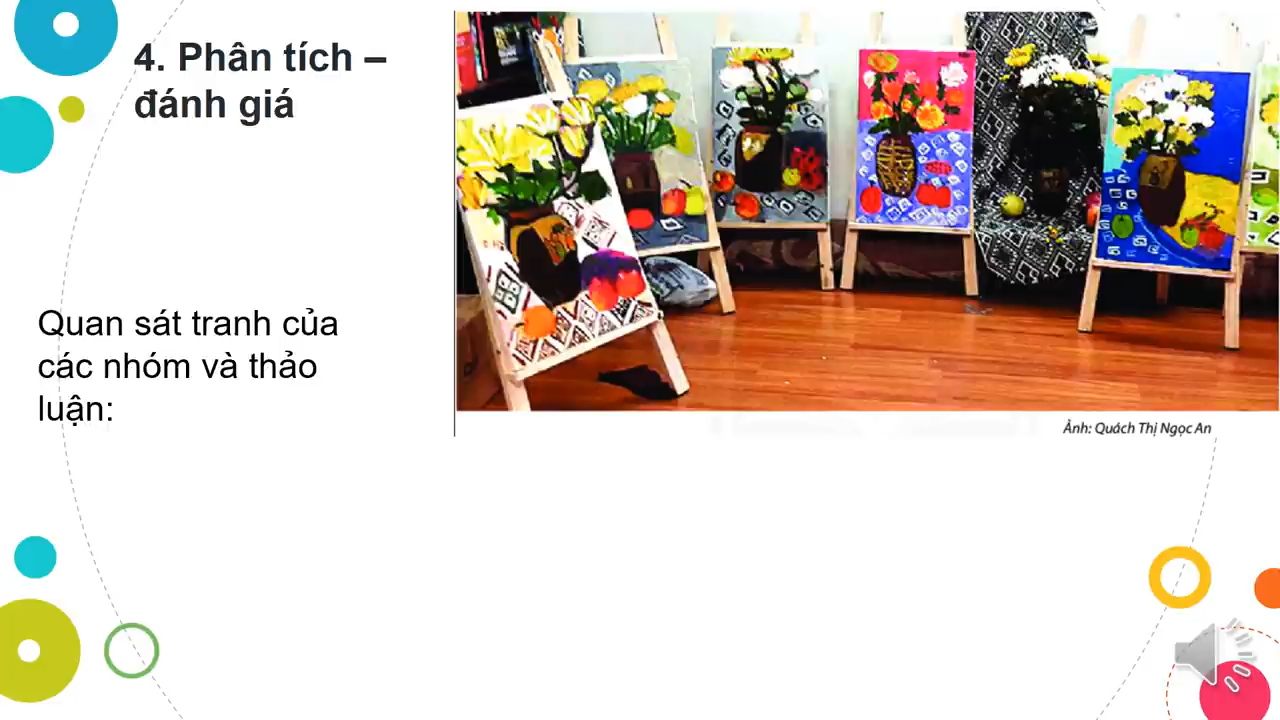 4. Phân tích –
đánh giá
Quan sát tranh của
các nhóm và thảo
luận:
Ảnh: Quách Thị Ngọc An